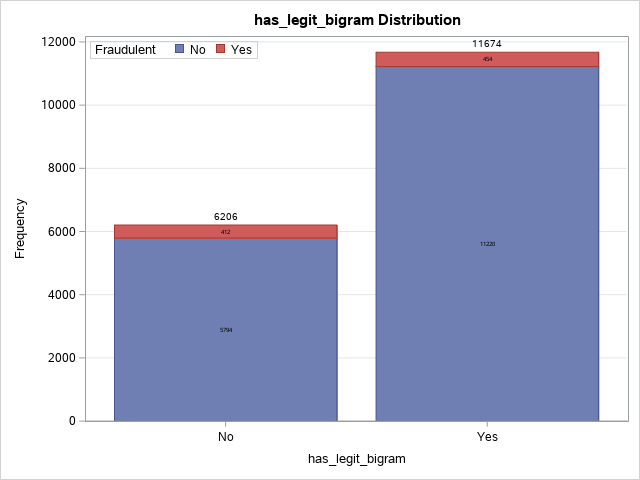 has_legit_bigram Distribution
Fraudulent No Yes
12000
10000
8000
6000
4000
2000
0
Frequency
6206
412
5794
11674
454
11220
No Yes
has_legit_bigram